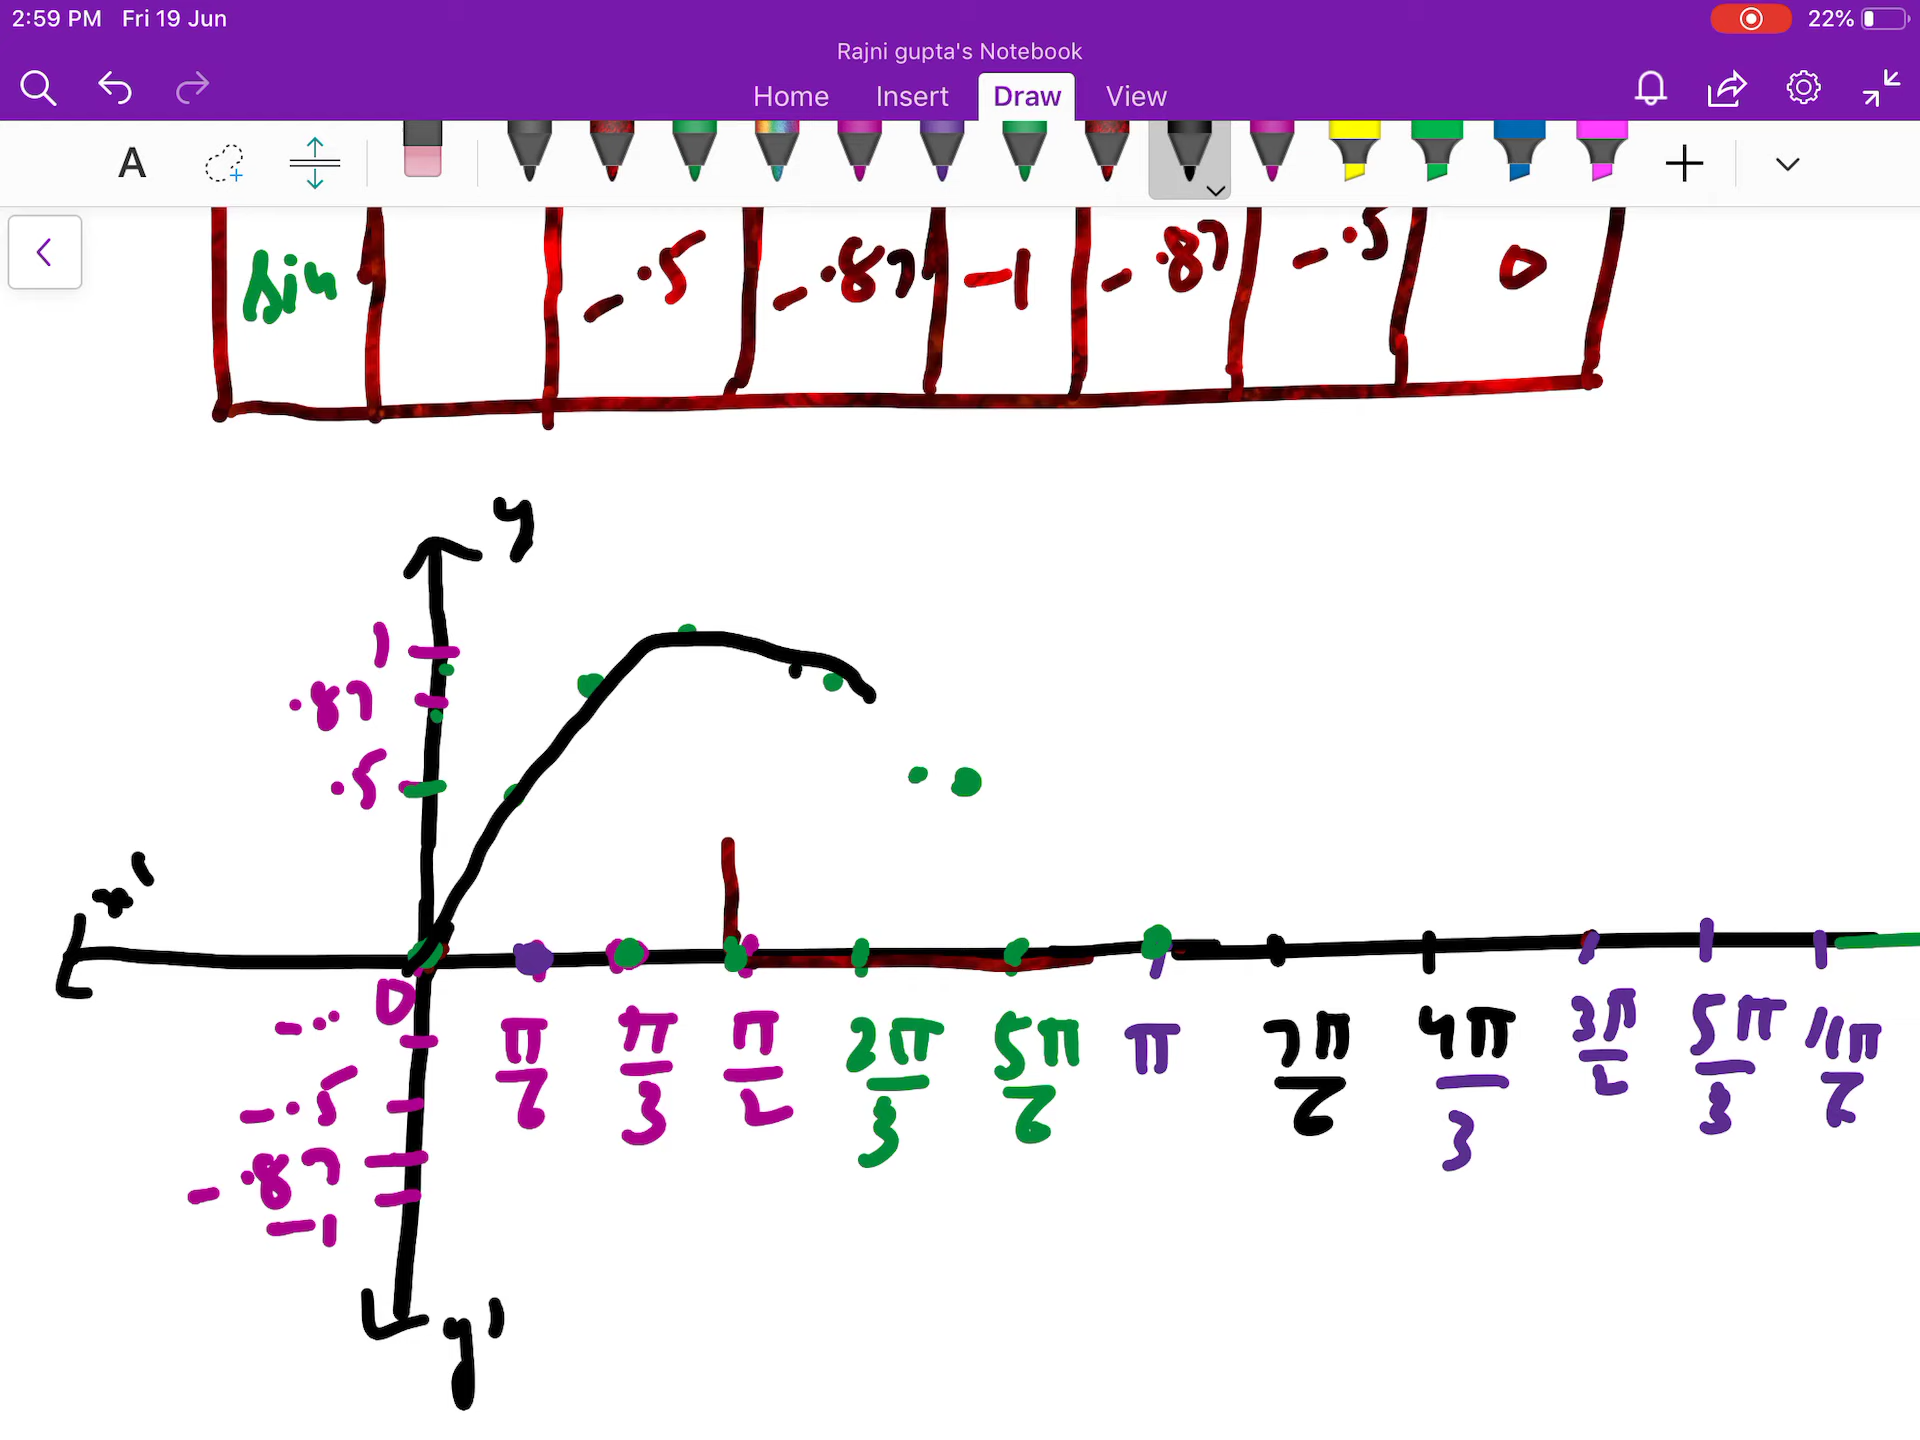 2:59 PM Fri 19 Jun
22%
Rajni gupta's Notebook
Home Insert Draw View
A
sin -.5 -.87 -1 -.87 -.5 0
y
1
.87
.5
x'
0
π/6 π/3 π/2 2π/3 5π/6 π 7π/6 4π/3 3π/2 5π/3 11π/6
-.5
-.87
-1
y'